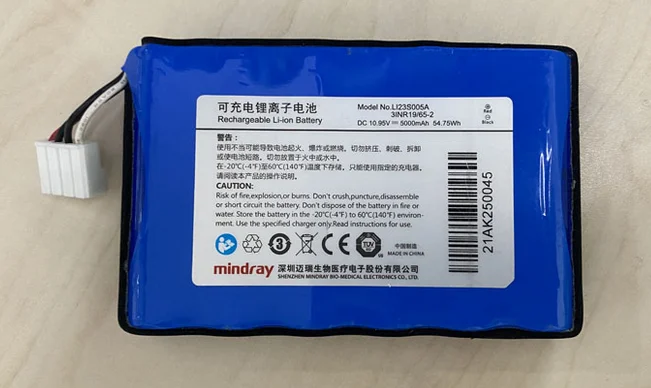 可充电锂离子电池
Rechargeable Li-ion Battery
Model No.LI23S005A
3INR19/65-2
DC 10.95V ⎓ 5000mAh 54.75Wh
Red
Black
警告：
使用不当可能导致电池起火、爆炸或燃烧。切勿挤压、刺破、拆卸
或使电池短路。切勿放置于火中或水中。
在-20℃(-4°F)至60℃(140°F)温度下存储。只能使用指定的充电器。
请阅读本产品的操作说明。
CAUTION:
Risk of fire,explosion,or burns. Don't crush,puncture,disassemble
or short circuit the battery. Don't dispose of the battery in fire or
water. Store the battery in the -20℃(-4°F) to 60℃(140°F) environ-
ment. Use the specified charger only.Read instructions for use.
3
CE
TUV
中国制造
MADE IN CHINA
mindray 深圳迈瑞生物医疗电子股份有限公司
SHENZHEN MINDRAY BIO-MEDICAL ELECTRONICS CO., LTD.
21AK250045